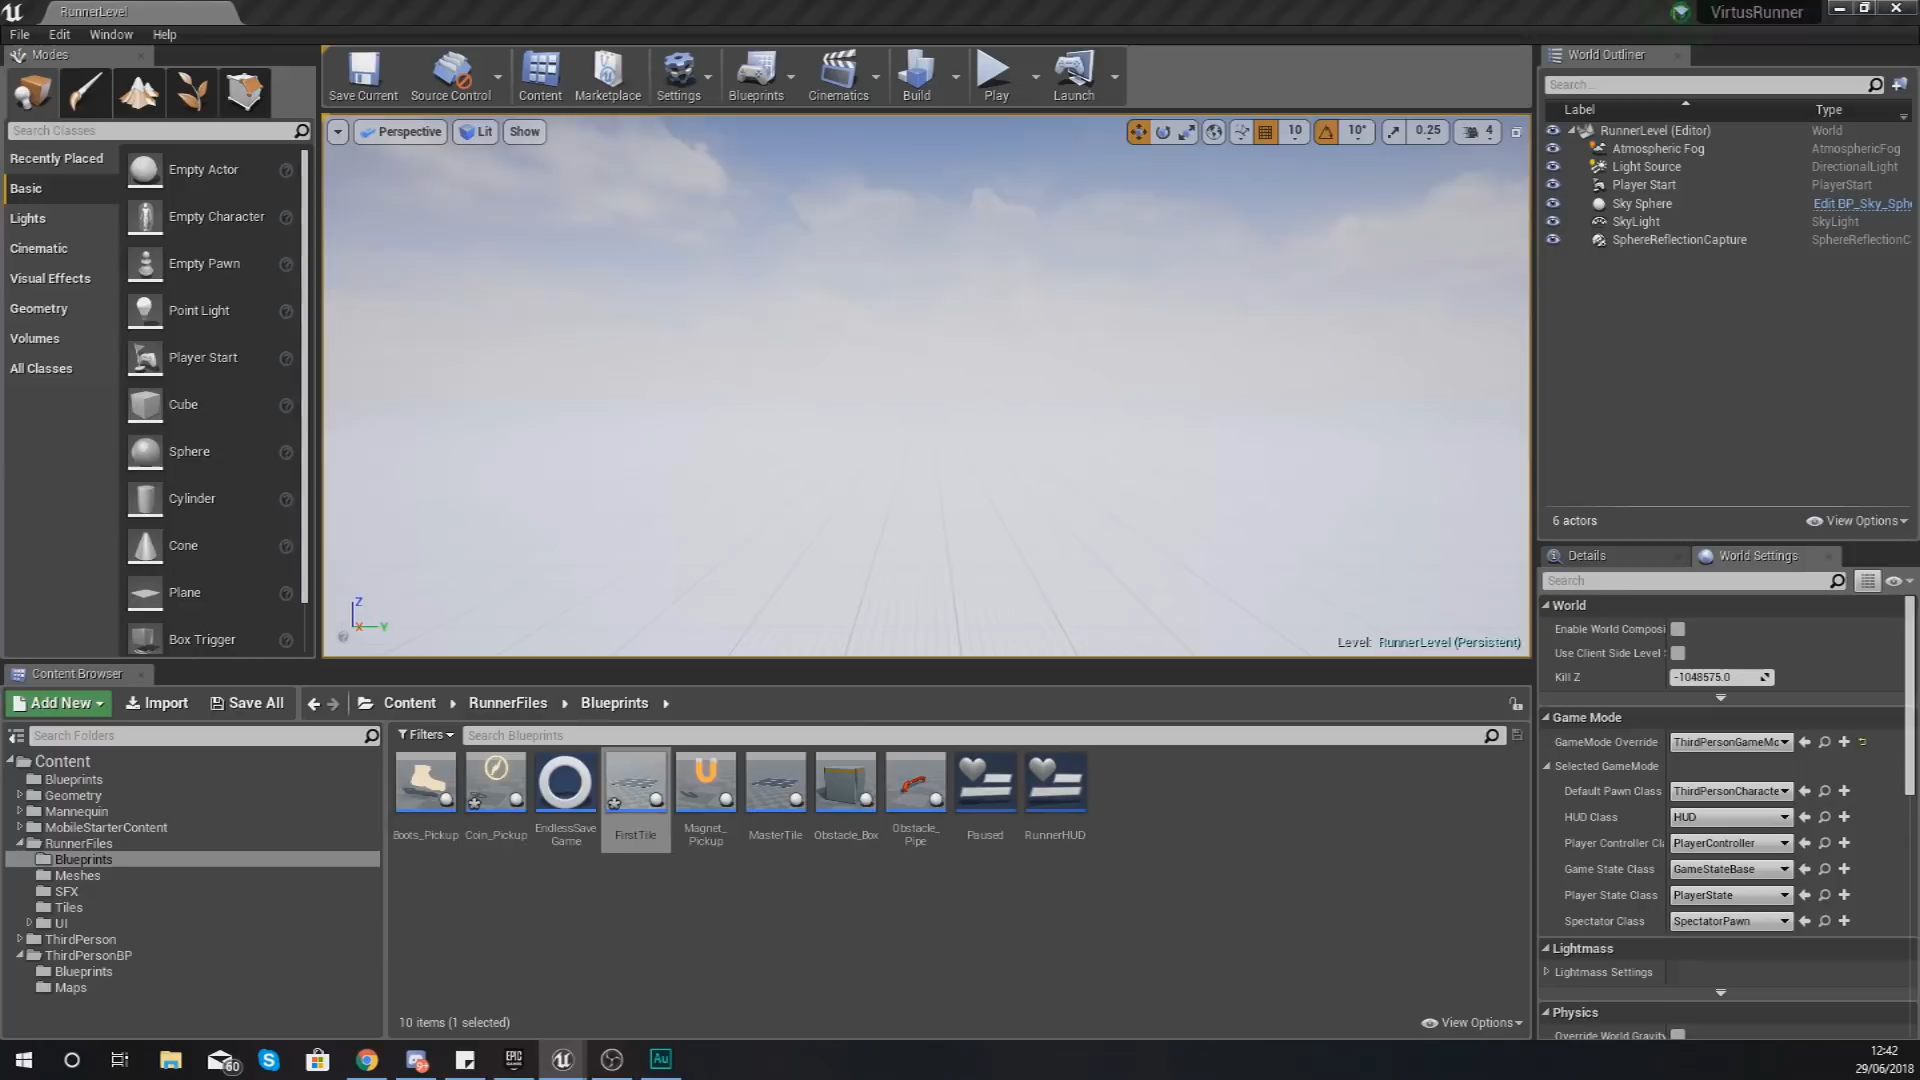 RunnerLevel
VirtusRunner
File Edit Window Help
Modes
Search Classes
Recently Placed
Basic
Lights
Cinematic
Visual Effects
Geometry
Volumes
All Classes
Empty Actor
Empty Character
Empty Pawn
Point Light
Player Start
Cube
Sphere
Cylinder
Cone
Plane
Box Trigger
Save Current Source Control Content Marketplace Settings Blueprints Cinematics Build Play Launch
Perspective Lit Show
10 10° 0.25 4
Z
X Y
Level: RunnerLevel (Persistent)
World Outliner
Search...
Label Type
RunnerLevel (Editor) World
Atmospheric Fog AtmosphericFog
Light Source DirectionalLight
Player Start PlayerStart
Sky Sphere Edit BP_Sky_Sph
SkyLight SkyLight
SphereReflectionCapture SphereReflectionC
6 actors View Options
Details World Settings
Search
World
Enable World Composi
Use Client Side Level
Kill Z -1048575.0
Game Mode
GameMode Override ThirdPersonGameMo
Selected GameMode
Default Pawn Class ThirdPersonCharacte
HUD Class HUD
Player Controller Cl PlayerController
Game State Class GameStateBase
Player State Class PlayerState
Spectator Class SpectatorPawn
Lightmass
Lightmass Settings
Physics
Override World Gravity
Content Browser
Add New Import Save All Content RunnerFiles Blueprints
Search Folders
Filters Search Blueprints
Content
Blueprints
Geometry
Mannequin
MobileStarterContent
RunnerFiles
Blueprints
Meshes
SFX
Tiles
UI
ThirdPerson
ThirdPersonBP
Blueprints
Maps
Boots_Pickup
Coin_Pickup
EndlessSave
Game
FirstTile
Magnet_
Pickup
MasterTile
Obstacle_Box
Obstacle_
Pipe
Paused
RunnerHUD
10 items (1 selected) View Options
60
9+
EPIC
GAMES
Au
12:42
29/06/2018